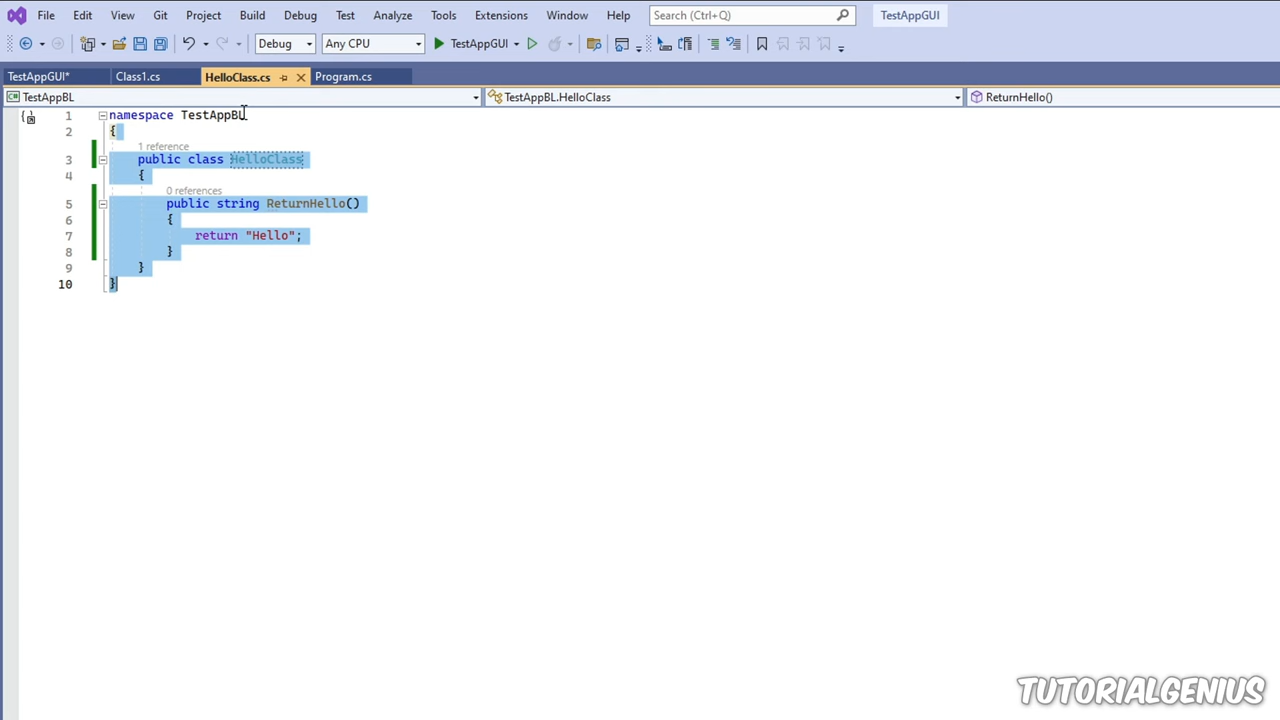 File Edit View Git Project Build Debug Test Analyze Tools Extensions Window Help Search (Ctrl+Q) TestAppGUI
Debug Any CPU TestAppGUI
TestAppGUI* Class1.cs HelloClass.cs Program.cs
TestAppBL TestAppBL.HelloClass ReturnHello()
1 namespace TestAppBL
2 {
1 reference
3 public class HelloClass
4 {
0 references
5 public string ReturnHello()
6 {
7 return "Hello";
8 }
9 }
10 }
TUTORIALGENIUS